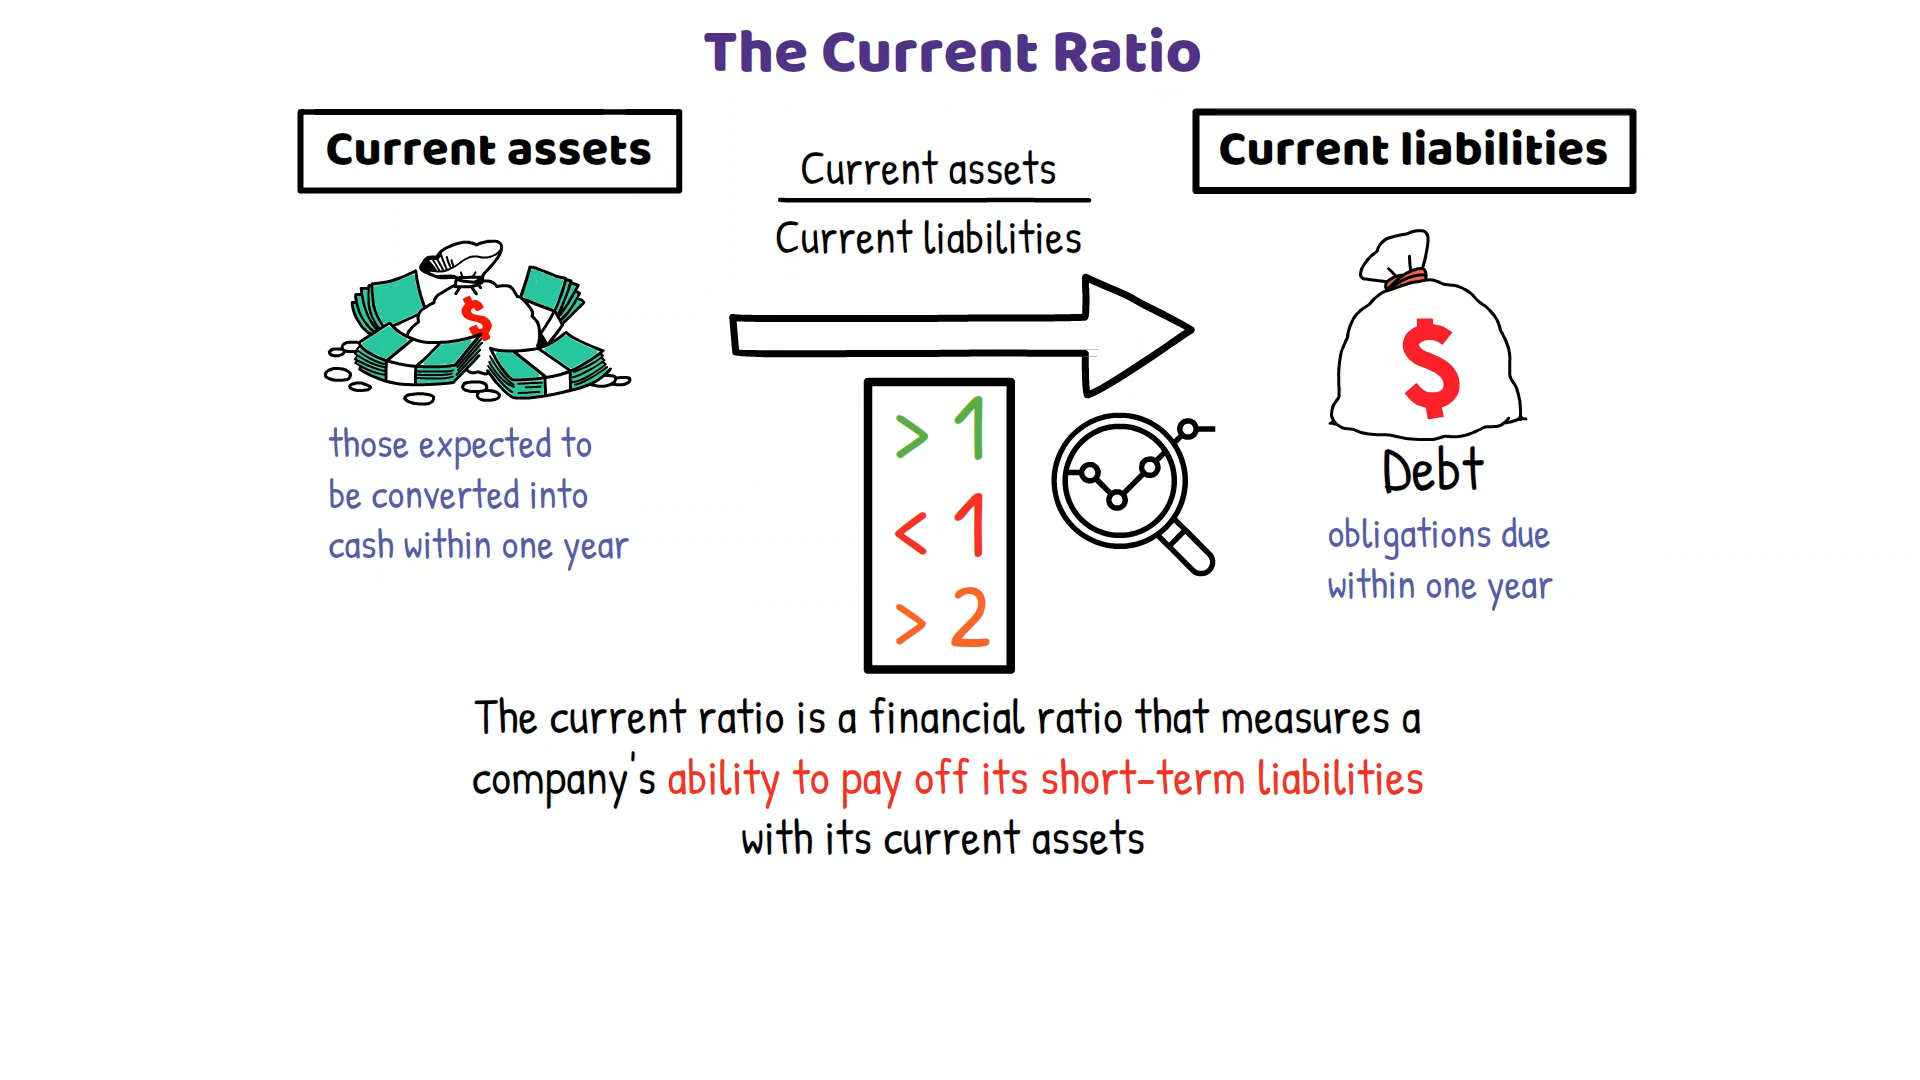 The Current Ratio
Current assets
Current assets
Current liabilities
Current liabilities
$
$
those expected to
be converted into
cash within one year
> 1
< 1
> 2
Debt
obligations due
within one year
The current ratio is a financial ratio that measures a
company's ability to pay off its short-term liabilities
with its current assets